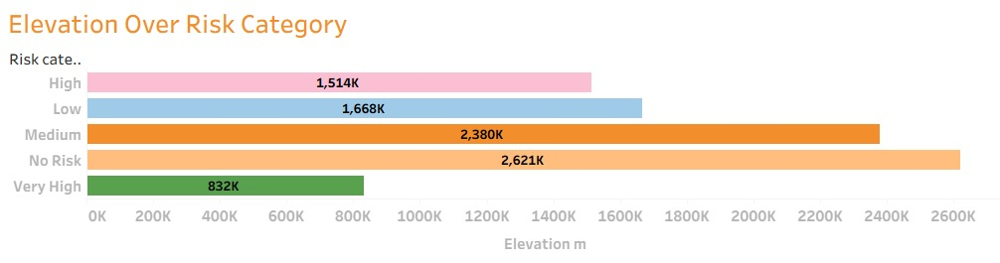 Elevation Over Risk Category
Risk cate..
High 1,514K
Low 1,668K
Medium 2,380K
No Risk 2,621K
Very High 832K
0K 200K 400K 600K 800K 1000K 1200K 1400K 1600K 1800K 2000K 2200K 2400K 2600K
Elevation m